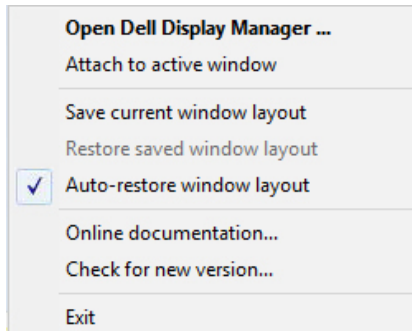 Open Dell Display Manager ...
Attach to active window
Save current window layout
Restore saved window layout
Auto-restore window layout
Online documentation...
Check for new version...
Exit